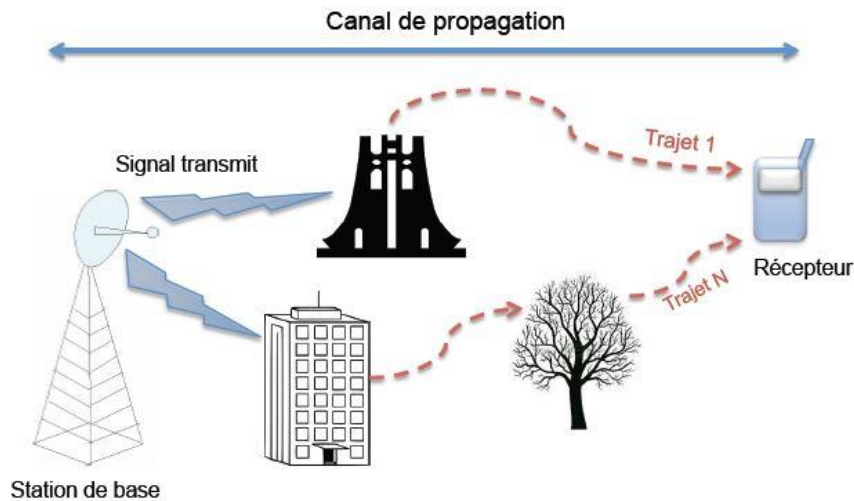 Canal de propagation
Signal transmit
Trajet 1
Récepteur
Trajet N
Station de base